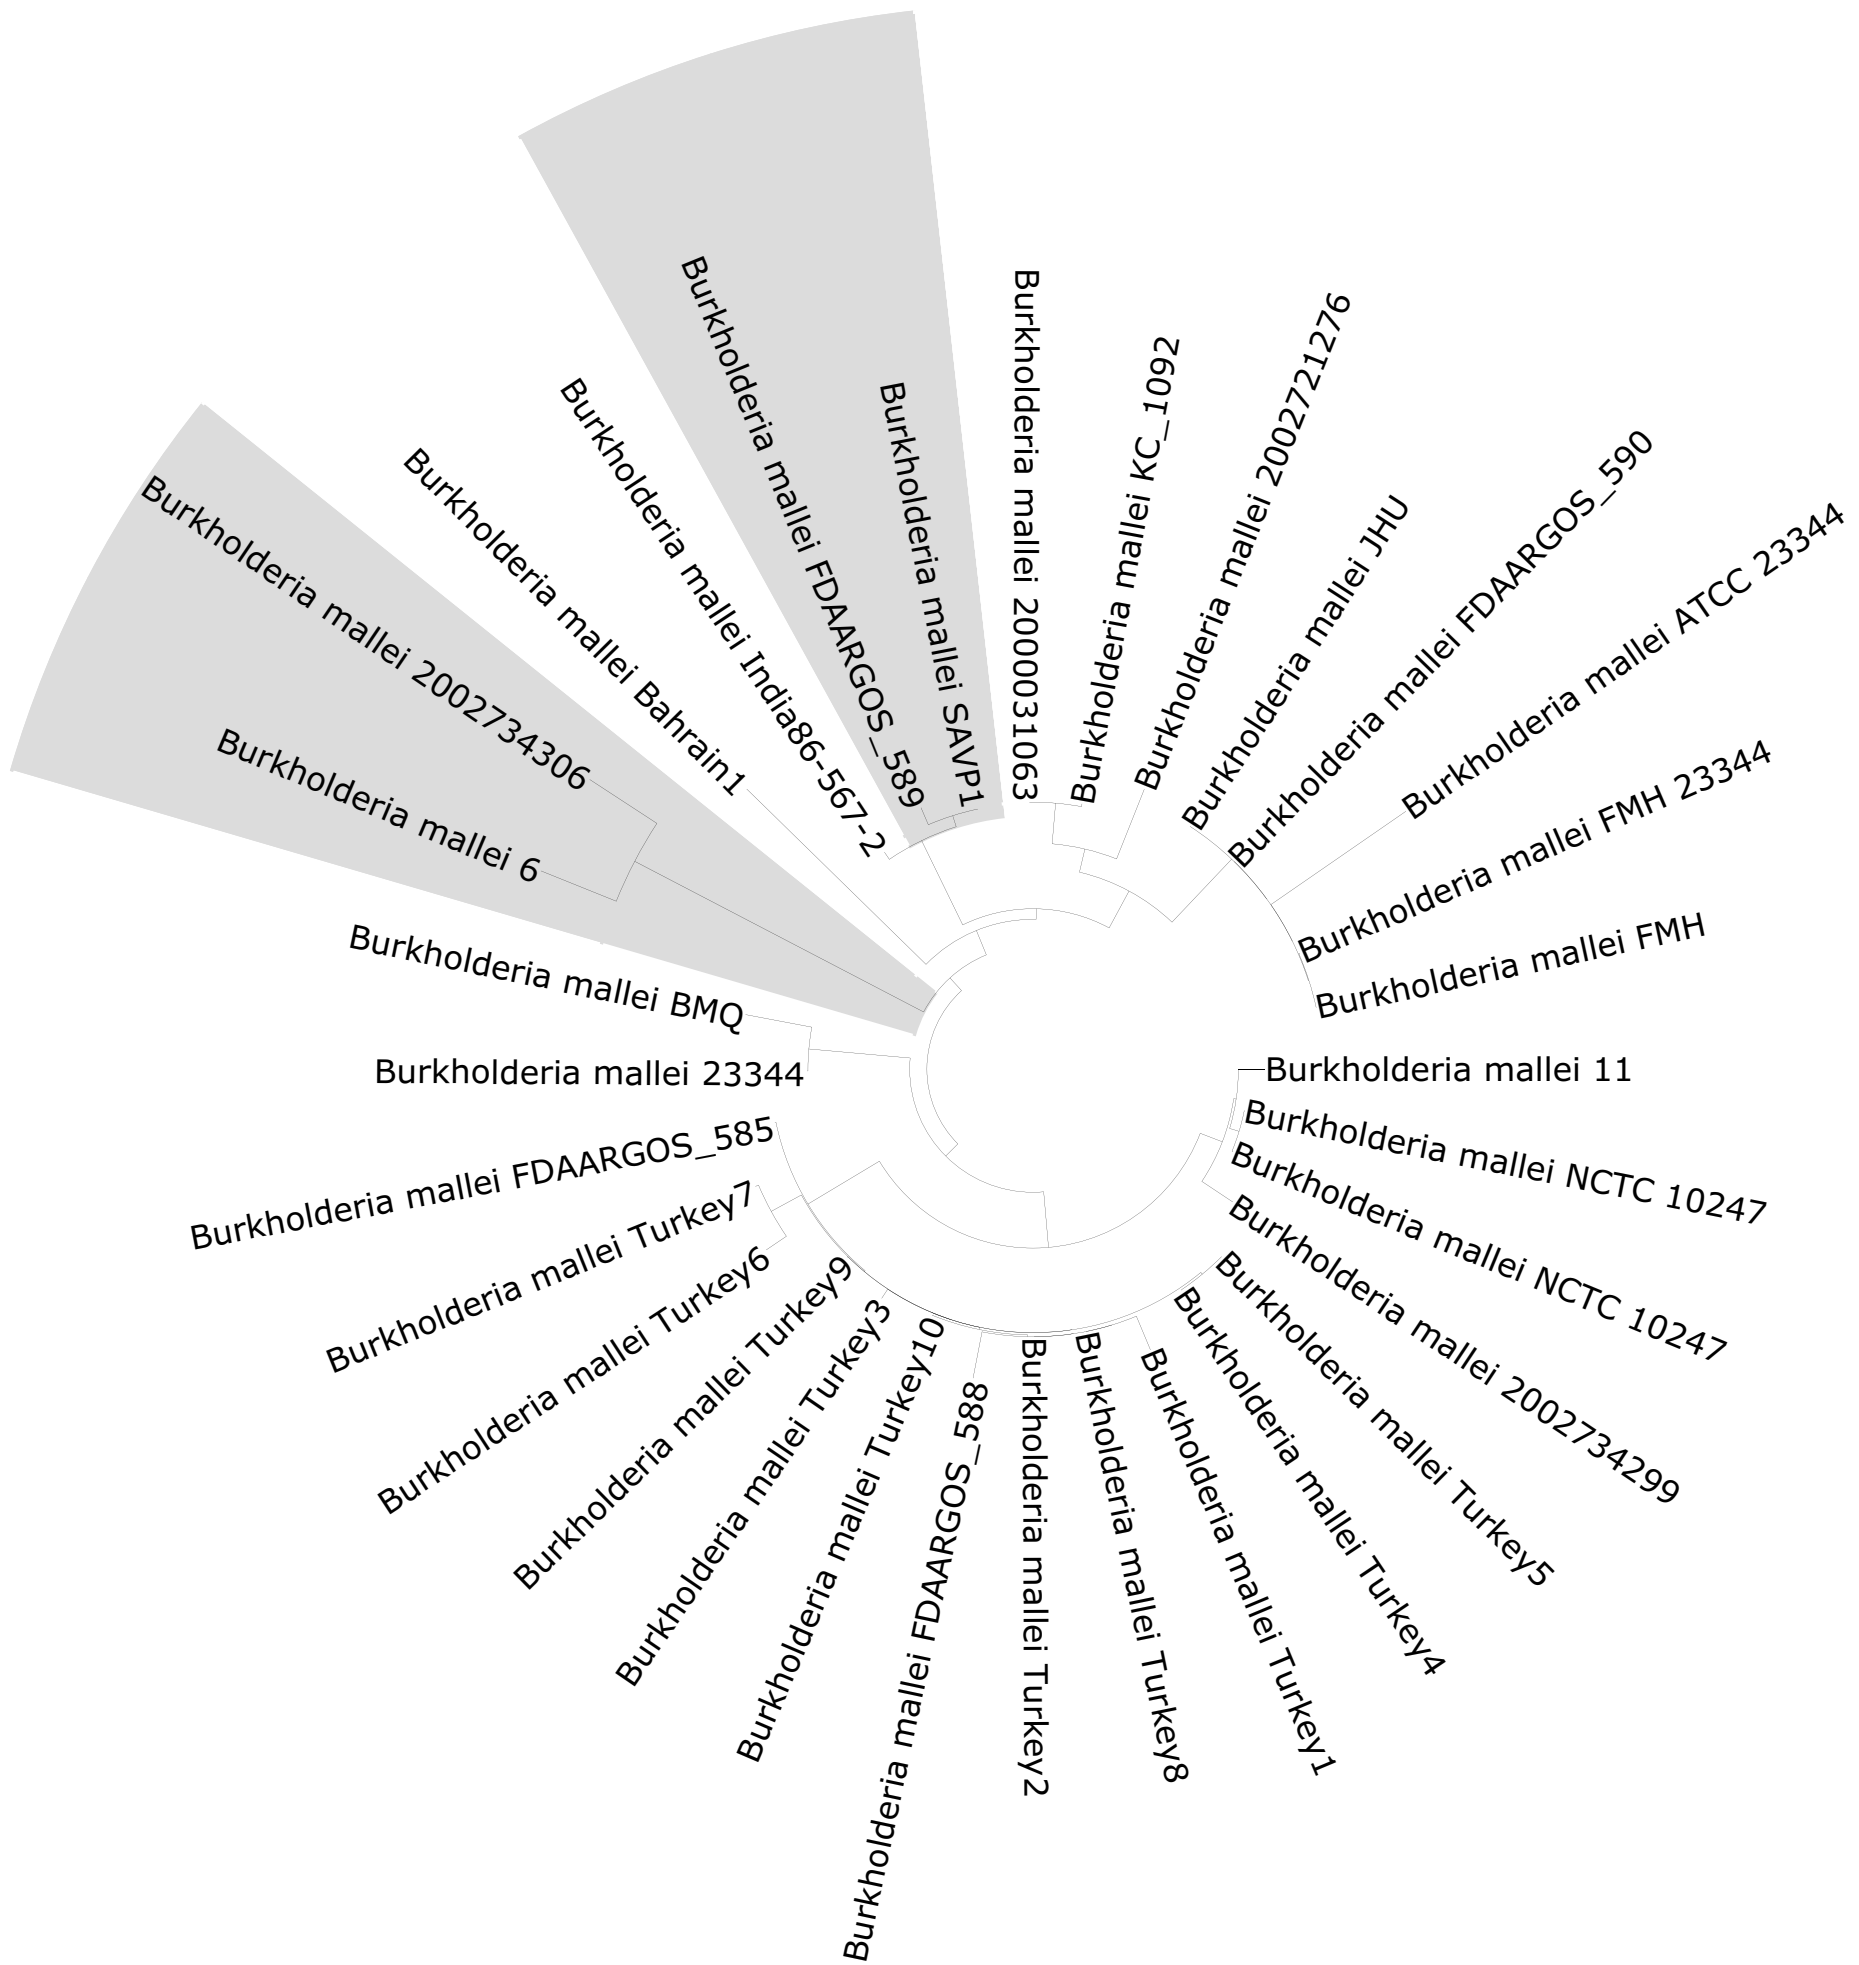 Burkholderia mallei SAVP1
Burkholderia mallei 2000031063
Burkholderia mallei KC_1092
Burkholderia mallei 2002721276
Burkholderia mallei JHU
Burkholderia mallei FDAARGOS_590
Burkholderia mallei ATCC 23344
Burkholderia mallei FMH 23344
Burkholderia mallei FMH
Burkholderia mallei 11
Burkholderia mallei NCTC 10247
Burkholderia mallei NCTC 10247
Burkholderia mallei 2002734299
Burkholderia mallei Turkey5
Burkholderia mallei Turkey4
Burkholderia mallei Turkey1
Burkholderia mallei Turkey8
Burkholderia mallei Turkey2
Burkholderia mallei FDAARGOS_588
Burkholderia mallei Turkey10
Burkholderia mallei Turkey3
Burkholderia mallei Turkey9
Burkholderia mallei Turkey6
Burkholderia mallei Turkey7
Burkholderia mallei FDAARGOS_585
Burkholderia mallei 23344
Burkholderia mallei BMQ
Burkholderia mallei 6
Burkholderia mallei 2002734306
Burkholderia mallei Bahrain1
Burkholderia mallei India86-567-2
Burkholderia mallei FDAARGOS_589